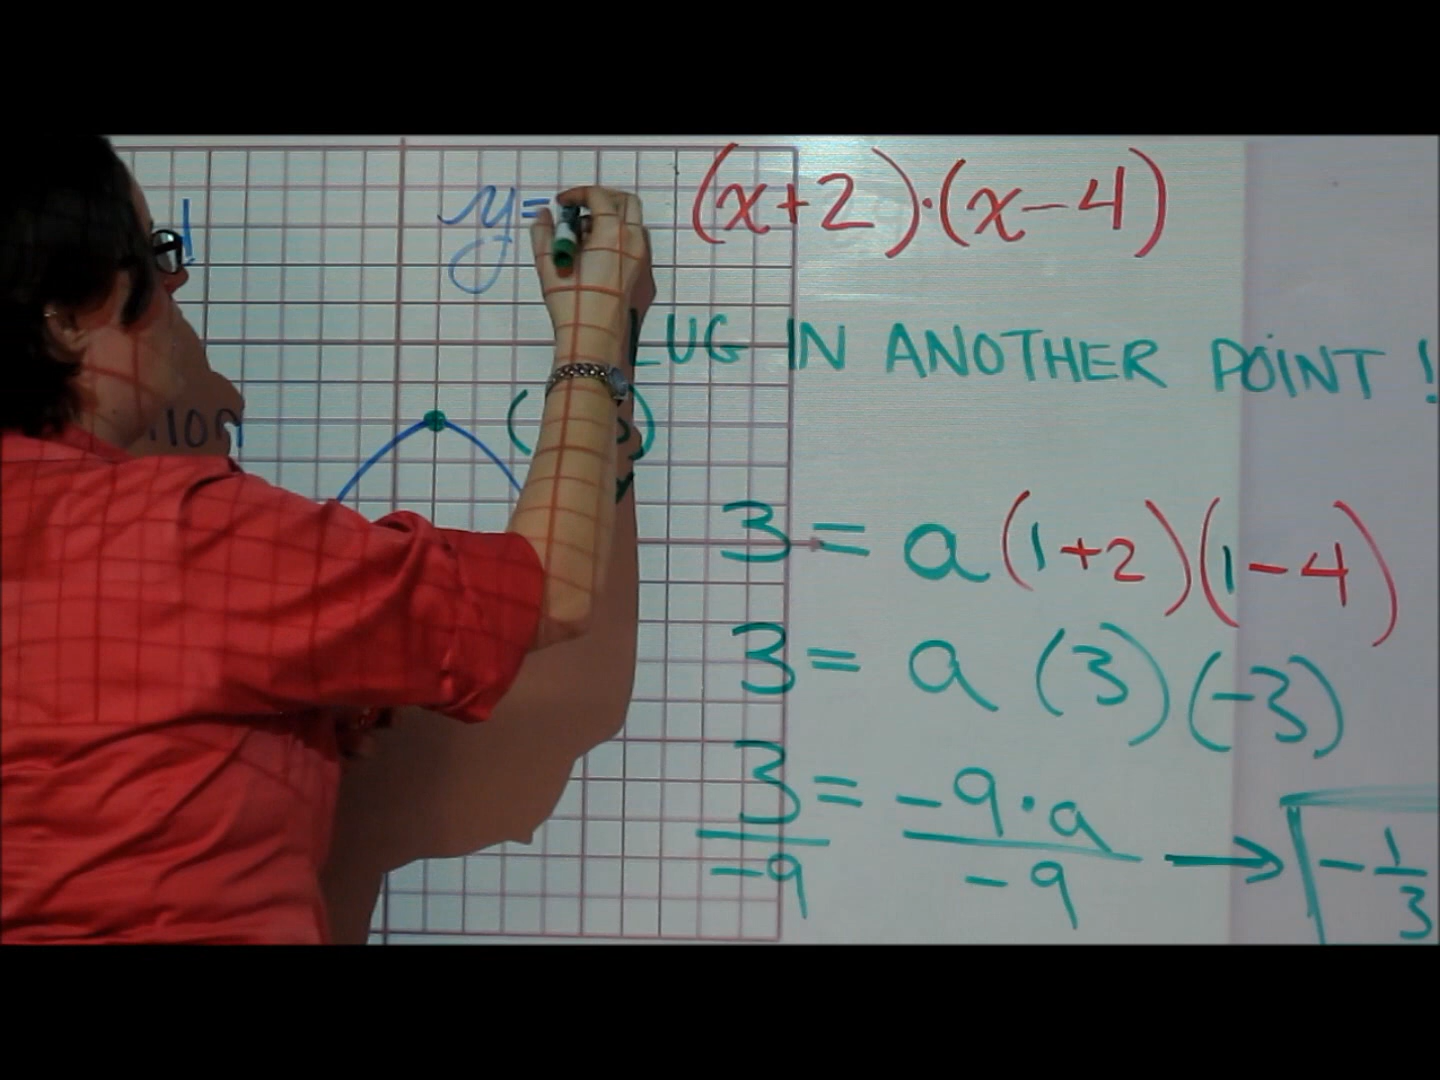 y= (x+2)·(x-4)
LUG IN ANOTHER POINT!
3 = a(1+2)(1-4)
3 = a (3)(-3)
3 = -9·a
-9 -9 → -1/3